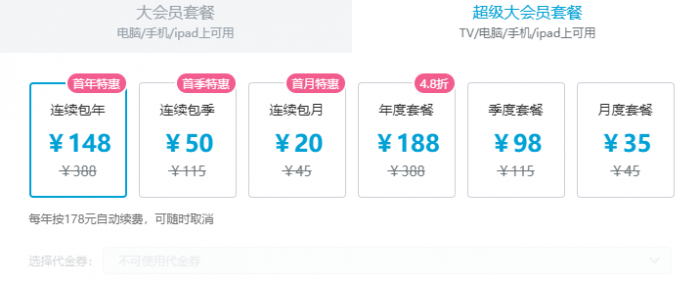 大会员套餐
电脑/手机/ipad上可用
超级大会员套餐
TV/电脑/手机/ipad上可用
首年特惠
连续包年
￥148
￥388
首季特惠
连续包季
￥50
￥115
首月特惠
连续包月
￥20
￥45
4.8折
年度套餐
￥188
￥388
季度套餐
￥98
￥115
月度套餐
￥35
￥45
每年按178元自动续费，可随时取消
选择代金券：
不可使用代金券